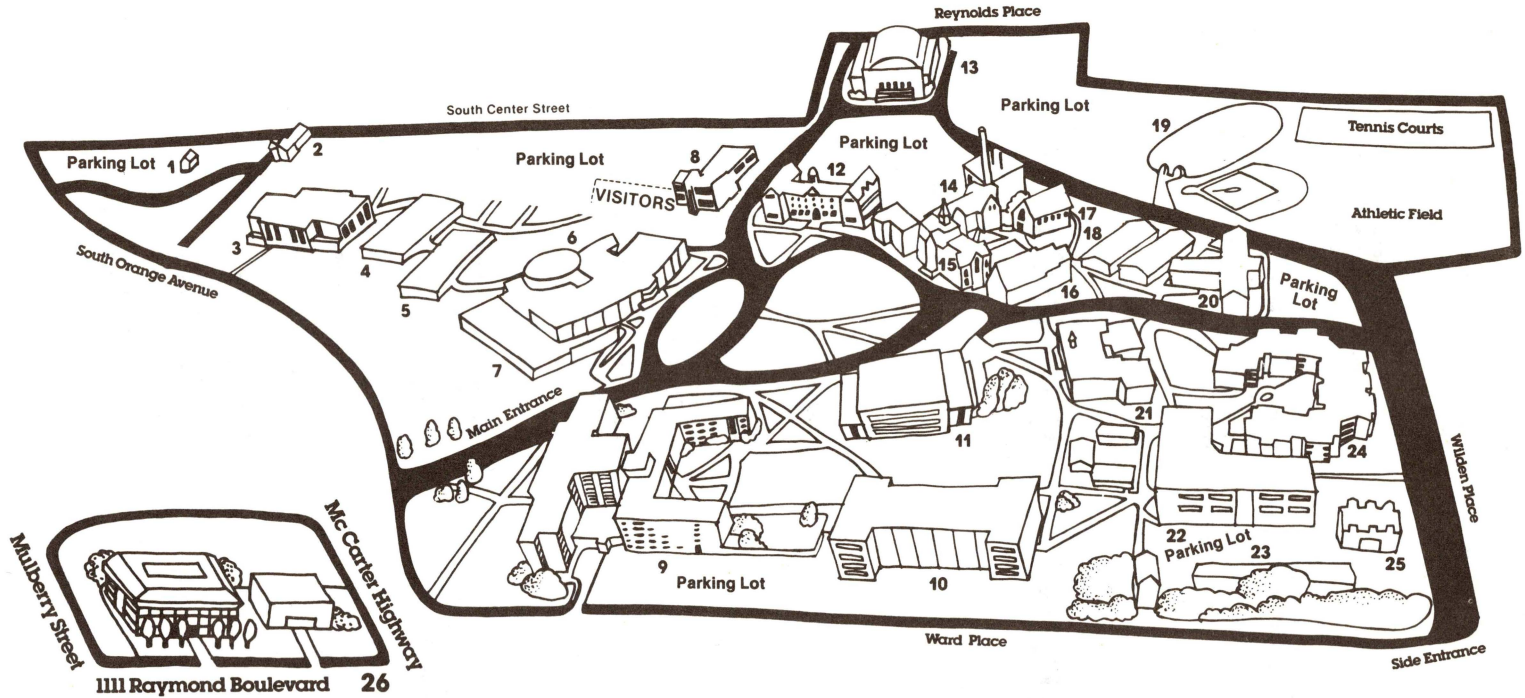 Reynolds Place
13
Parking Lot
South Center Street
19
Tennis Courts
Parking Lot
Parking Lot
1
2
Parking Lot
8
12
VISITORS
14
17
18
Athletic Field
3
4
5
6
15
16
20
Parking
Lot
South Orange Avenue
7
Main Entrance
21
11
24
Wilden Place
22
Parking Lot
23
25
9
Parking Lot
10
Ward Place
Side Entrance
Mulberry Street
McCarter Highway
1111 Raymond Boulevard
26